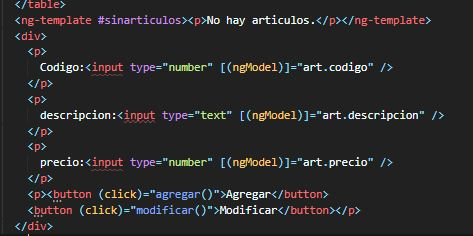 </table>
<ng-template #sinarticulos><p>No hay articulos.</p></ng-template>
<div>
<p>
Codigo:<input type="number" [(ngModel)]="art.codigo" />
</p>
<p>
descripcion:<input type="text" [(ngModel)]="art.descripcion" />
</p>
<p>
precio:<input type="number" [(ngModel)]="art.precio" />
</p>
<p><button (click)="agregar()">Agregar</button>
<button (click)="modificar()">Modificar</button></p>
</div>